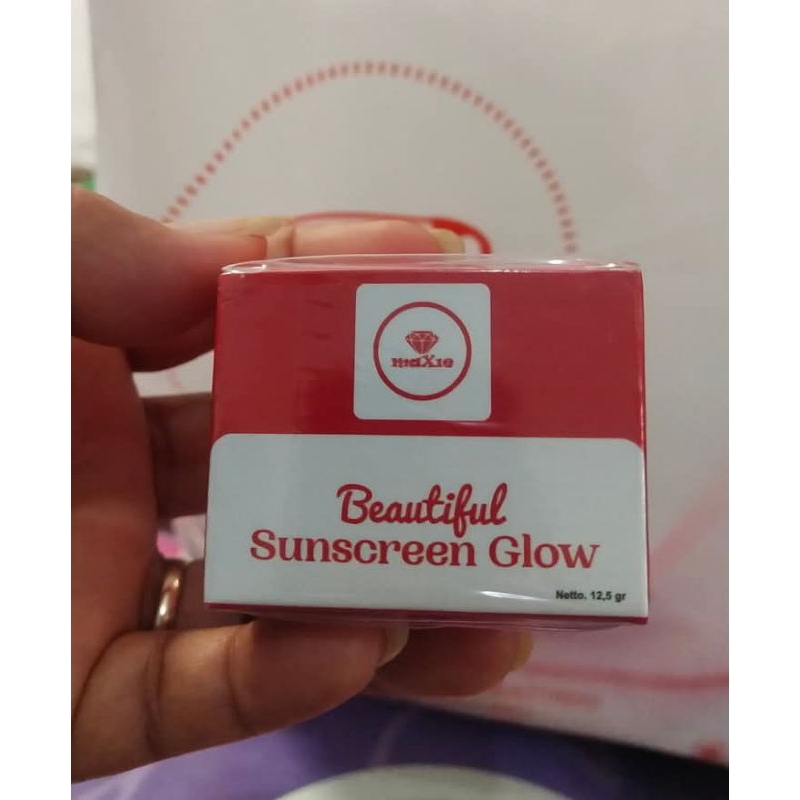 maXie
Beautiful
Sunscreen Glow
Netto. 12,5 gr